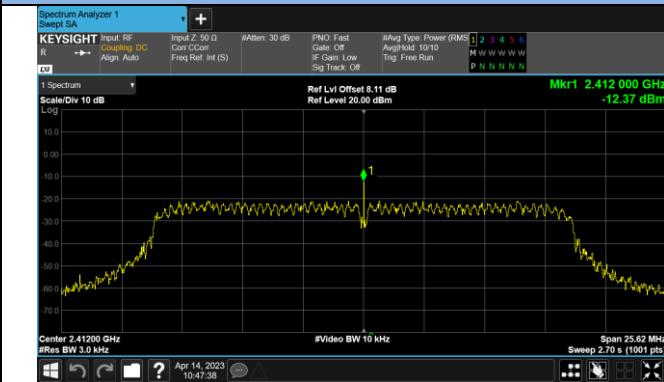 Spectrum Analyzer 1
Swept SA
+
KEYSIGHT Input: RF Input Z: 50 Ω #Atten: 30 dB PNO: Fast #Avg Type: Power (RMS 1 2 3 4 5 6
R Coupling: DC Corr CCorr Gate: Off Avg|Hold: 10/10 M W W W W W
Align: Auto Freq Ref: Int (S) IF Gain: Low Trig: Free Run
Sig Track: Off P N N N N N
LXI
1 Spectrum
Scale/Div 10 dB
Ref Lvl Offset 8.11 dB
Ref Level 20.00 dBm
Mkr1 2.412 000 GHz
-12.37 dBm
Log
10.0
0.00
-10.0
1
-20.0
-30.0
-40.0
-50.0
-60.0
-70.0
Center 2.41200 GHz #Video BW 10 kHz Span 25.62 MHz
#Res BW 3.0 kHz Sweep 2.70 s (1001 pts)
? Apr 14, 2023
10:47:38